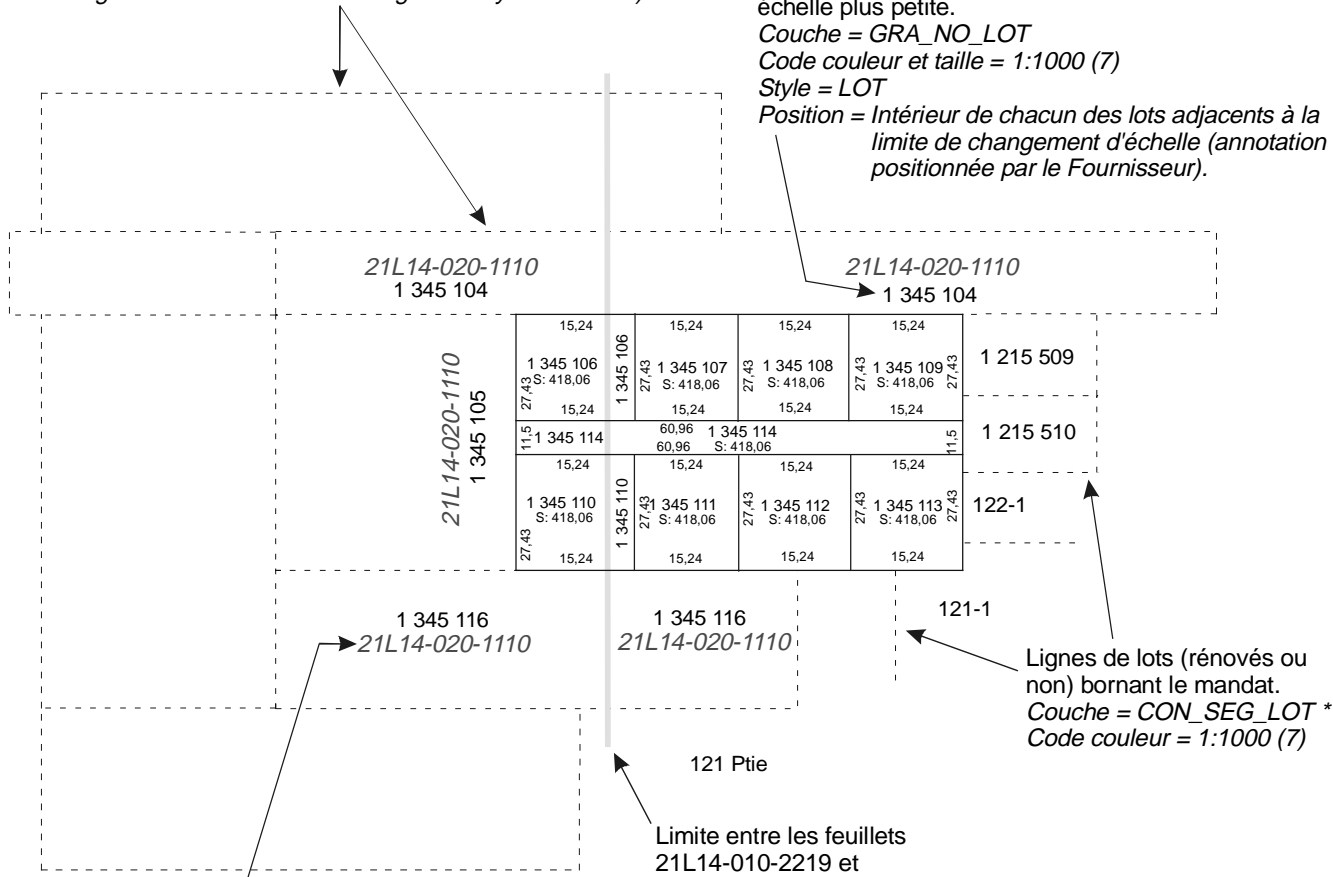 échelle plus petite.
Couche = GRA_NO_LOT
Code couleur et taille = 1:1000 (7)
Style = LOT
Position = Intérieur de chacun des lots adjacents à la
limite de changement d'échelle (annotation
positionnée par le Fournisseur).
21L14-020-1110
1 345 104
21L14-020-1110
1 345 104
21L14-020-1110
1 345 105
15,24
15,24
15,24
15,24
1 345 106
S: 418,06
27,43
15,24
1 345 106
27,43
1 345 107
S: 418,06
15,24
27,43
1 345 108
S: 418,06
15,24
27,43
1 345 109
S: 418,06
27,43
15,24
1 215 509
11,5
1 345 114
60,96
60,96
1 345 114
S: 418,06
11,5
1 215 510
15,24
15,24
15,24
15,24
1 345 110
S: 418,06
27,43
15,24
1 345 110
27,43
1 345 111
S: 418,06
15,24
27,43
1 345 112
S: 418,06
15,24
27,43
1 345 113
S: 418,06
27,43
15,24
122-1
1 345 116
21L14-020-1110
1 345 116
21L14-020-1110
121-1
Lignes de lots (rénovés ou
non) bornant le mandat.
Couche = CON_SEG_LOT *
Code couleur = 1:1000 (7)
121 Ptie
Limite entre les feuillets
21L14-010-2219 et